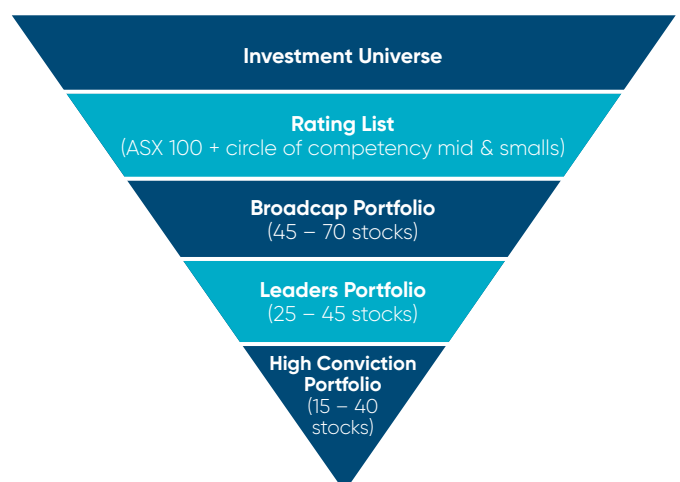 Investment Universe
Rating List
(ASX 100 + circle of competency mid & smalls)
Broadcap Portfolio
(45 – 70 stocks)
Leaders Portfolio
(25 – 45 stocks)
High Conviction
Portfolio
(15 – 40
stocks)